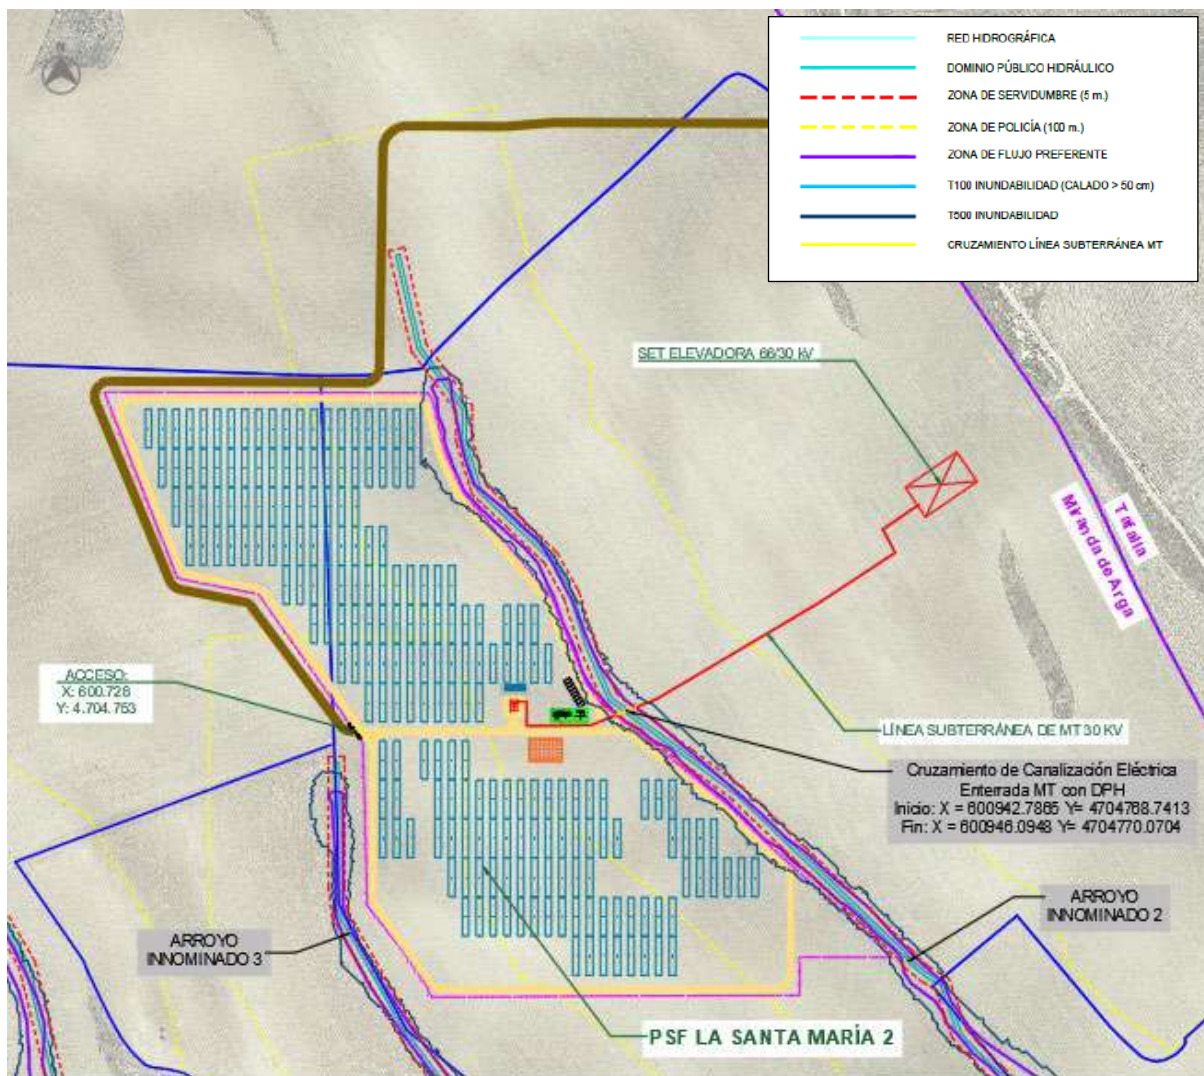 RED HIDROGRÁFICA
DOMINIO PÚBLICO HIDRÁULICO
ZONA DE SERVIDUMBRE (5 m.)
ZONA DE POLICÍA (100 m.)
ZONA DE FLUJO PREFERENTE
T100 INUNDABILIDAD (CALADO > 50 cm)
T500 INUNDABILIDAD
CRUZAMIENTO LÍNEA SUBTERRÁNEA MT
SET ELEVADORA 66/30 kV
Tafalla
Miranda de Arga
ACCESO:
X: 600.728
Y: 4.704.753
LÍNEA SUBTERRÁNEA DE MT 30 KV
Cruzamiento de Canalización Eléctrica
Enterrada MT con DPH
Inicio: X = 600942.7865 Y= 4704768.7413
Fin: X = 600946.0948 Y= 4704770.0704
ARROYO
INNOMINADO 2
ARROYO
INNOMINADO 3
PSF LA SANTA MARÍA 2